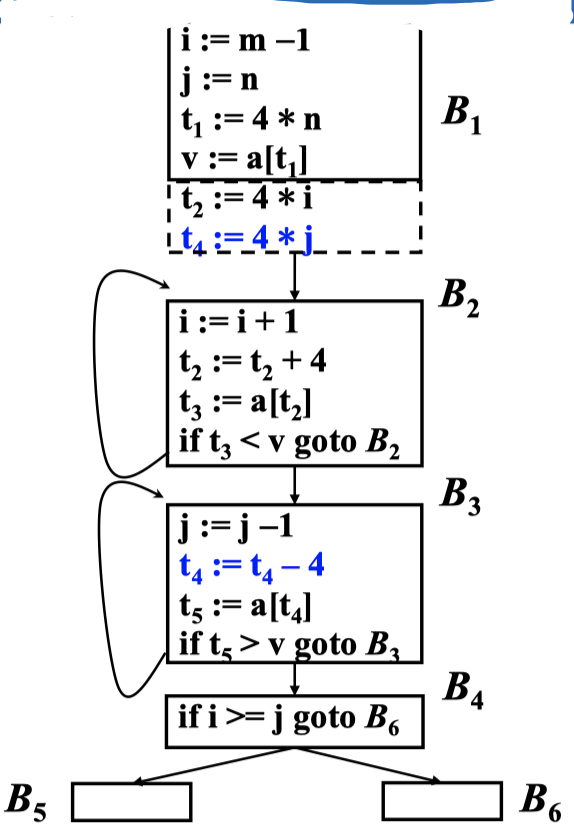 i := m –1
j := n
t₁ := 4 * n
v := a[t₁]
B₁
t₂ := 4 * i
t₄ := 4 * j
B₂
i := i + 1
t₂ := t₂ + 4
t₃ := a[t₂]
if t₃ < v goto B₂
B₃
j := j –1
t₄ := t₄ – 4
t₅ := a[t₄]
if t₅ > v goto B₃
B₄
if i >= j goto B₆
B₅
B₆